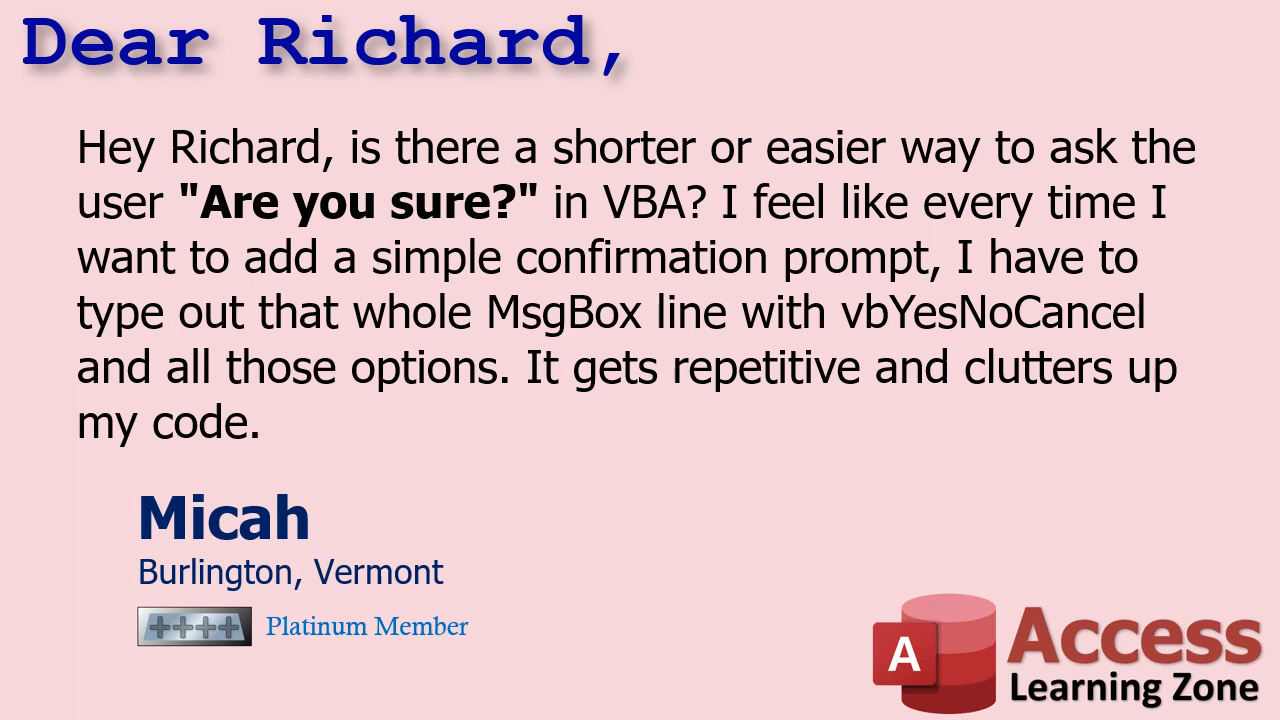 Dear Richard,
Hey Richard, is there a shorter or easier way to ask the
user "Are you sure?" in VBA? I feel like every time I
want to add a simple confirmation prompt, I have to
type out that whole MsgBox line with vbYesNoCancel
and all those options. It gets repetitive and clutters up
my code.
Micah
Burlington, Vermont
++++ Platinum Member
A Access
Learning Zone